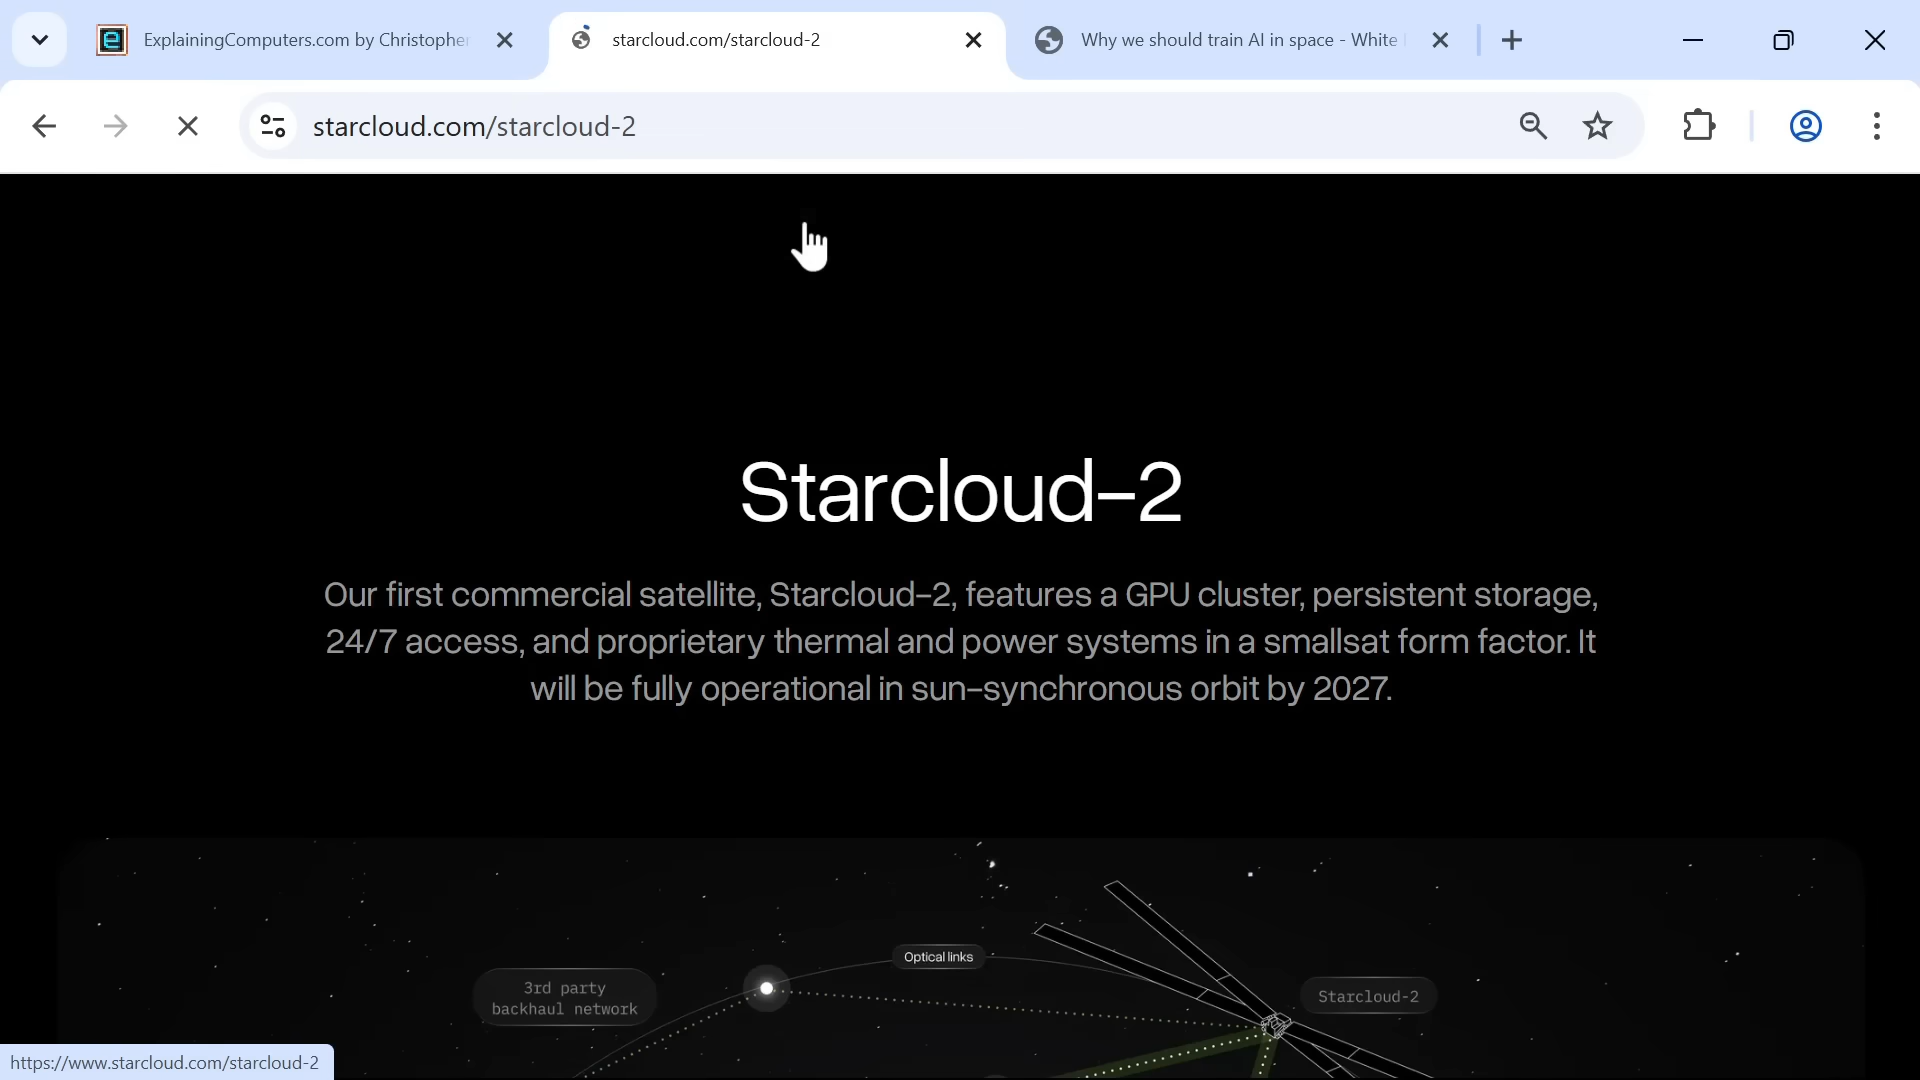 ExplainingComputers.com by Christopher
starcloud.com/starcloud-2
Why we should train AI in space - White
starcloud.com/starcloud-2
Starcloud-2
Our first commercial satellite, Starcloud-2, features a GPU cluster, persistent storage,
24/7 access, and proprietary thermal and power systems in a smallsat form factor. It
will be fully operational in sun-synchronous orbit by 2027.
Optical links
3rd party
backhaul network
Starcloud-2
https://www.starcloud.com/starcloud-2